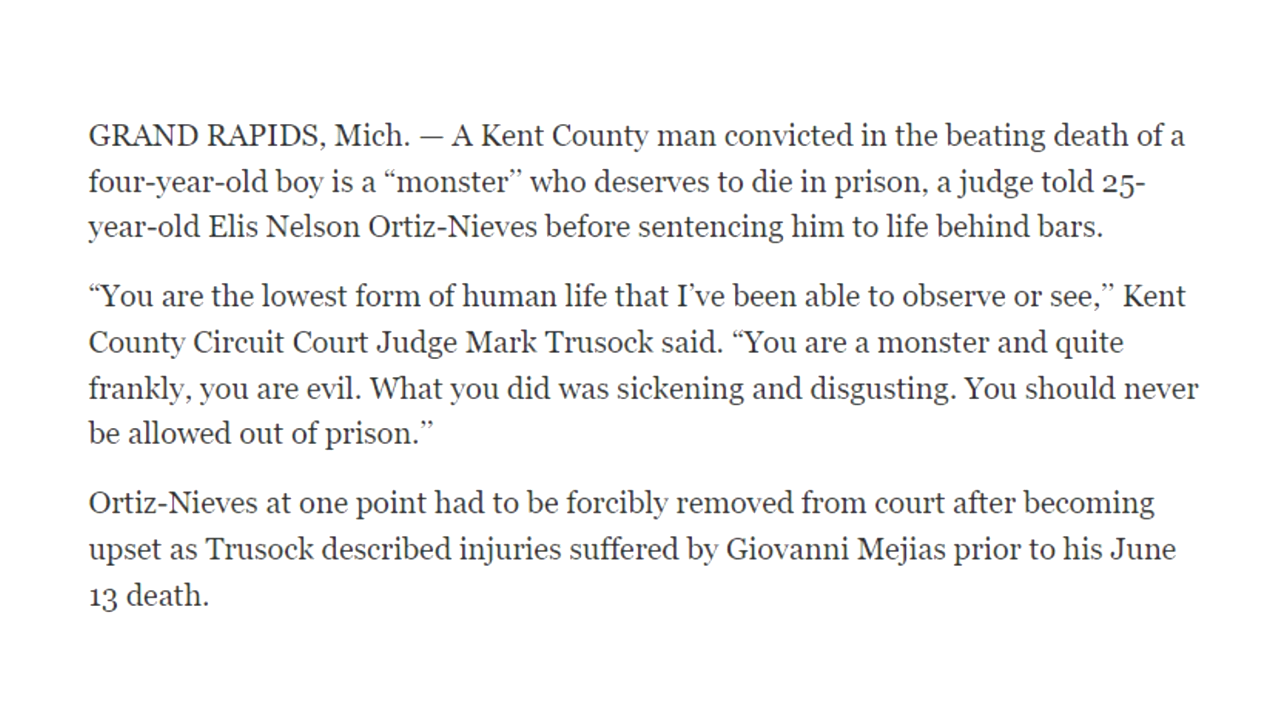 GRAND RAPIDS, Mich. — A Kent County man convicted in the beating death of a
four-year-old boy is a “monster” who deserves to die in prison, a judge told 25-
year-old Elis Nelson Ortiz-Nieves before sentencing him to life behind bars.
“You are the lowest form of human life that I’ve been able to observe or see,” Kent
County Circuit Court Judge Mark Trusock said. “You are a monster and quite
frankly, you are evil. What you did was sickening and disgusting. You should never
be allowed out of prison.”
Ortiz-Nieves at one point had to be forcibly removed from court after becoming
upset as Trusock described injuries suffered by Giovanni Mejias prior to his June
13 death.